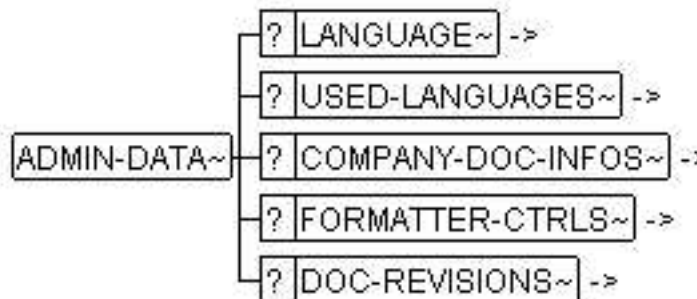 ? LANGUAGE~ ->
? USED-LANGUAGES~ ->
ADMIN-DATA~ ? COMPANY-DOC-INFOS~ ->
? FORMATTER-CTRLS~ ->
? DOC-REVISIONS~ ->